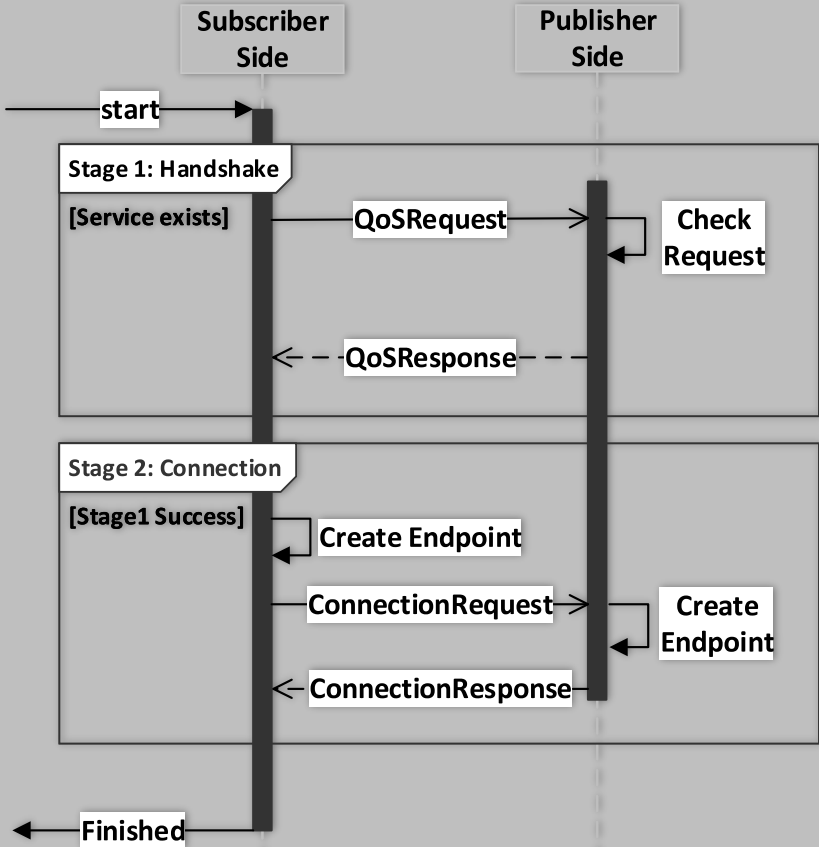 Subscriber
Side
Publisher
Side
start
Stage 1: Handshake
[Service exists]
QoSRequest
Check
Request
QoSResponse
Stage 2: Connection
[Stage1 Success]
Create Endpoint
ConnectionRequest
Create
Endpoint
ConnectionResponse
Finished